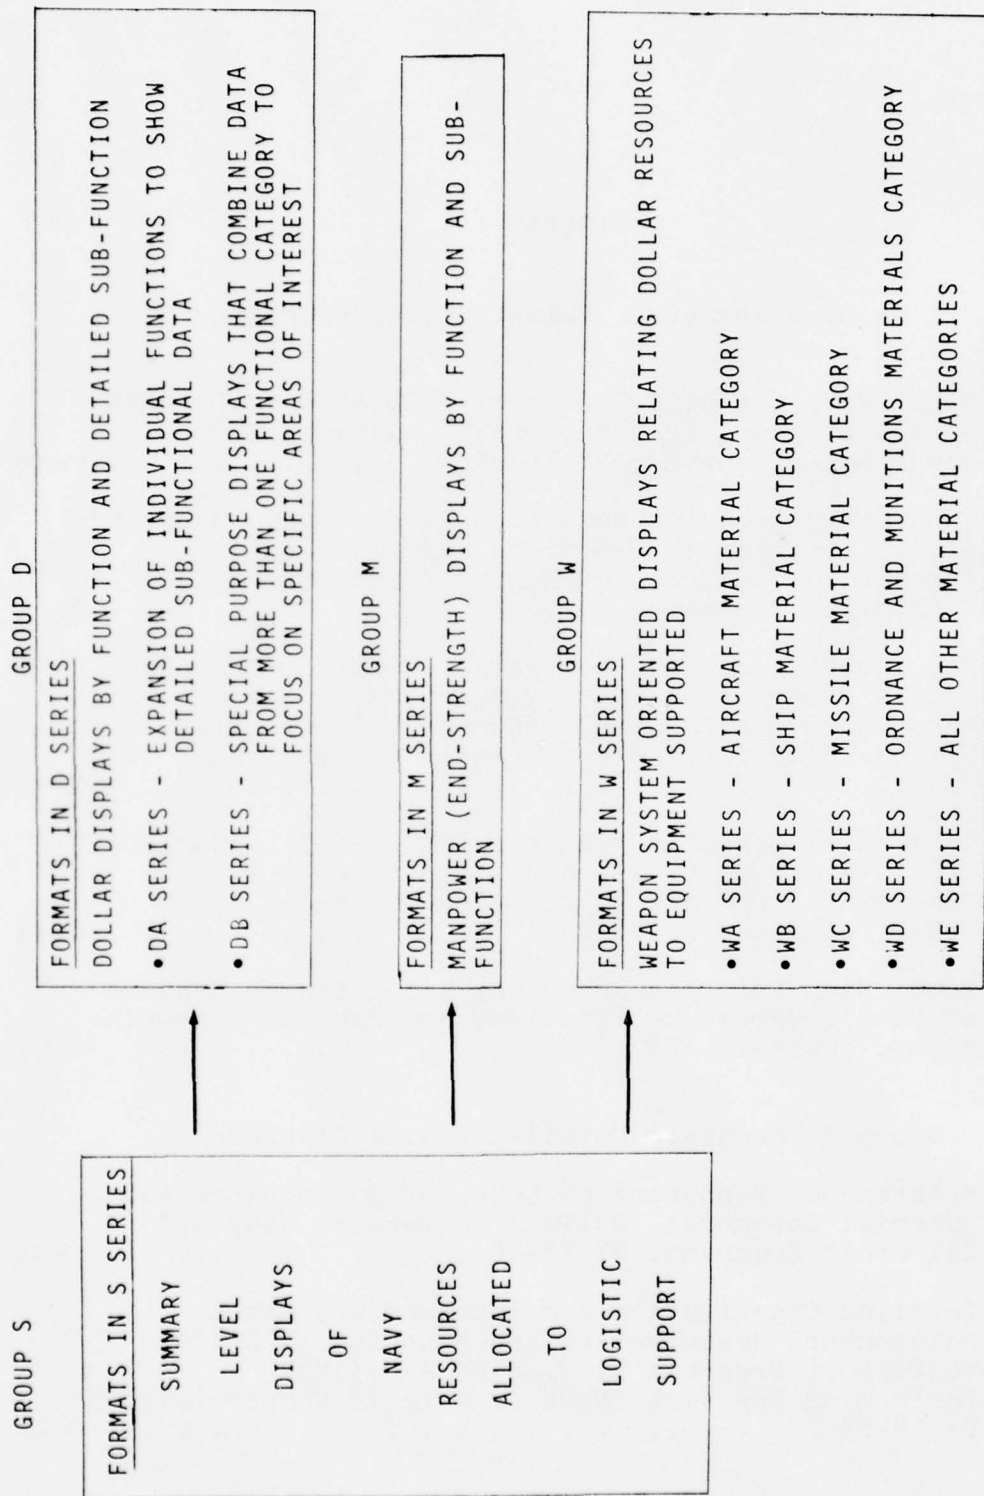 GROUP S
FORMATS IN S SERIES
SUMMARY
LEVEL
DISPLAYS
OF
NAVY
RESOURCES
ALLOCATED
TO
LOGISTIC
SUPPORT
GROUP D
FORMATS IN D SERIES
DOLLAR DISPLAYS BY FUNCTION AND DETAILED SUB-FUNCTION
•DA SERIES - EXPANSION OF INDIVIDUAL FUNCTIONS TO SHOW
DETAILED SUB-FUNCTIONAL DATA
•DB SERIES - SPECIAL PURPOSE DISPLAYS THAT COMBINE DATA
FROM MORE THAN ONE FUNCTIONAL CATEGORY TO
FOCUS ON SPECIFIC AREAS OF INTEREST
GROUP M
FORMATS IN M SERIES
MANPOWER (END-STRENGTH) DISPLAYS BY FUNCTION AND SUB-
FUNCTION
GROUP W
FORMATS IN W SERIES
WEAPON SYSTEM ORIENTED DISPLAYS RELATING DOLLAR RESOURCES
TO EQUIPMENT SUPPORTED
•WA SERIES - AIRCRAFT MATERIAL CATEGORY
•WB SERIES - SHIP MATERIAL CATEGORY
•WC SERIES - MISSILE MATERIAL CATEGORY
•WD SERIES - ORDNANCE AND MUNITIONS MATERIALS CATEGORY
•WE SERIES - ALL OTHER MATERIAL CATEGORIES